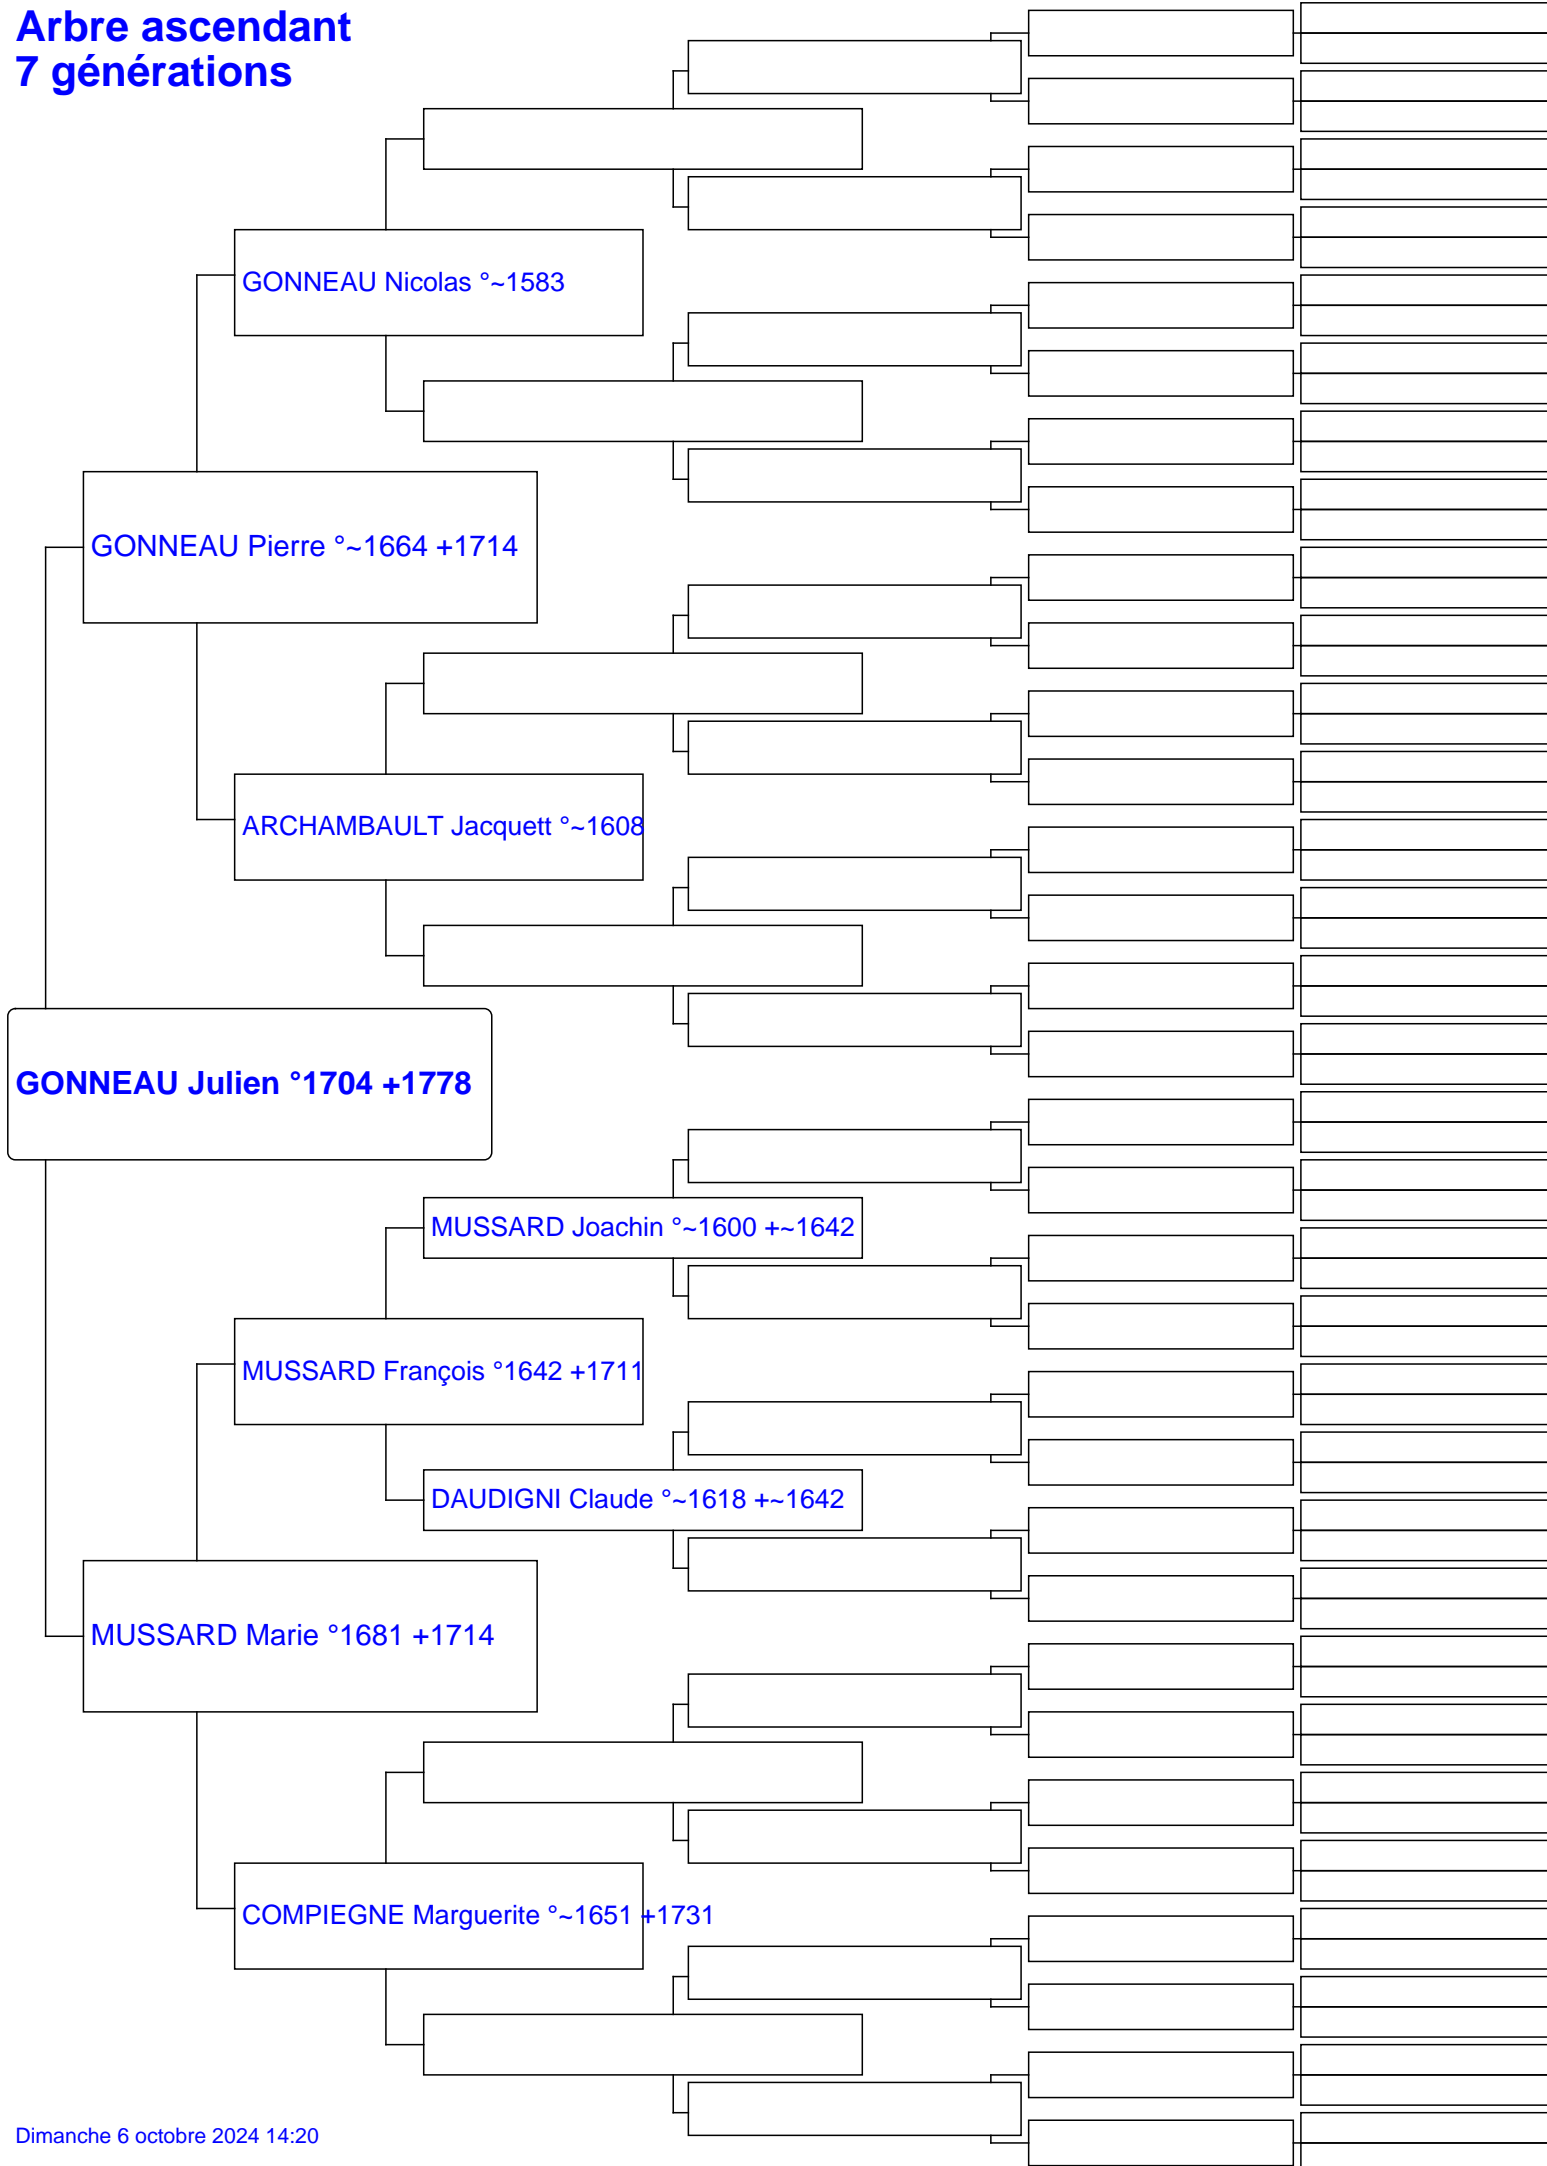 Arbre ascendant
7 générations
GONNEAU Nicolas °~1583
GONNEAU Pierre °~1664 +1714
ARCHAMBAULT Jacquett °~1608
GONNEAU Julien °1704 +1778
MUSSARD Joachin °~1600 +~1642
MUSSARD François °1642 +1711
DAUDIGNI Claude °~1618 +~1642
MUSSARD Marie °1681 +1714
COMPIEGNE Marguerite °~1651 +1731
Dimanche 6 octobre 2024 14:20